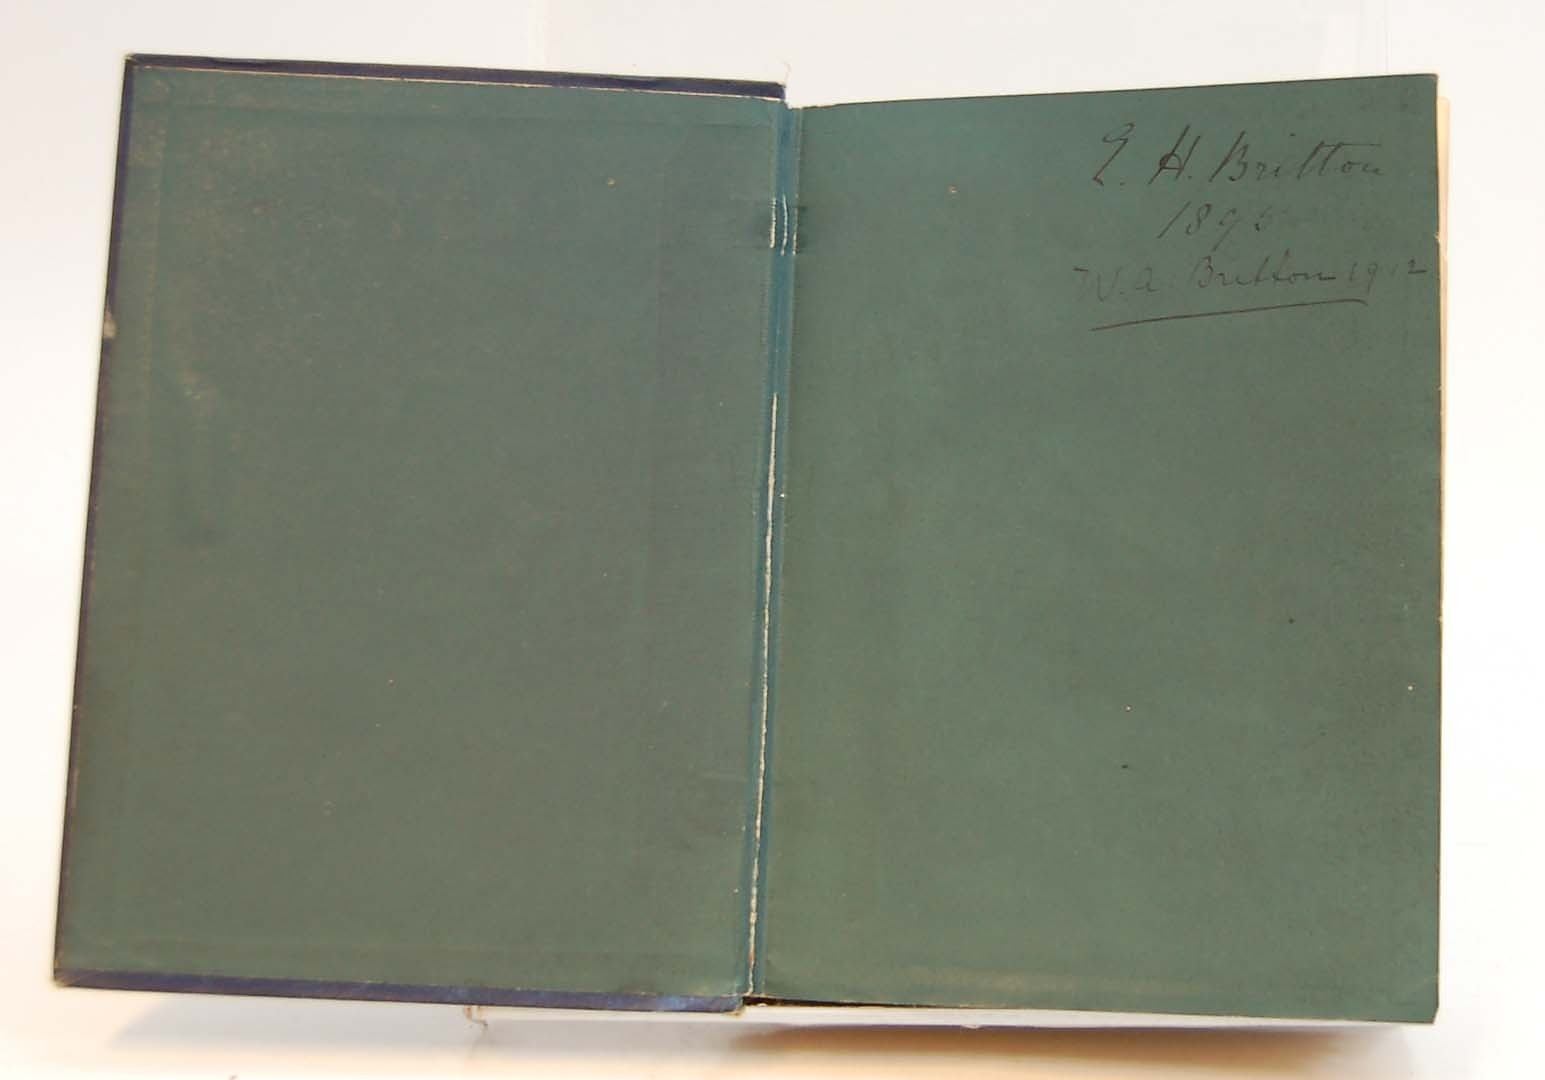 E. H. Britton
1896
W. A. Britton 1912